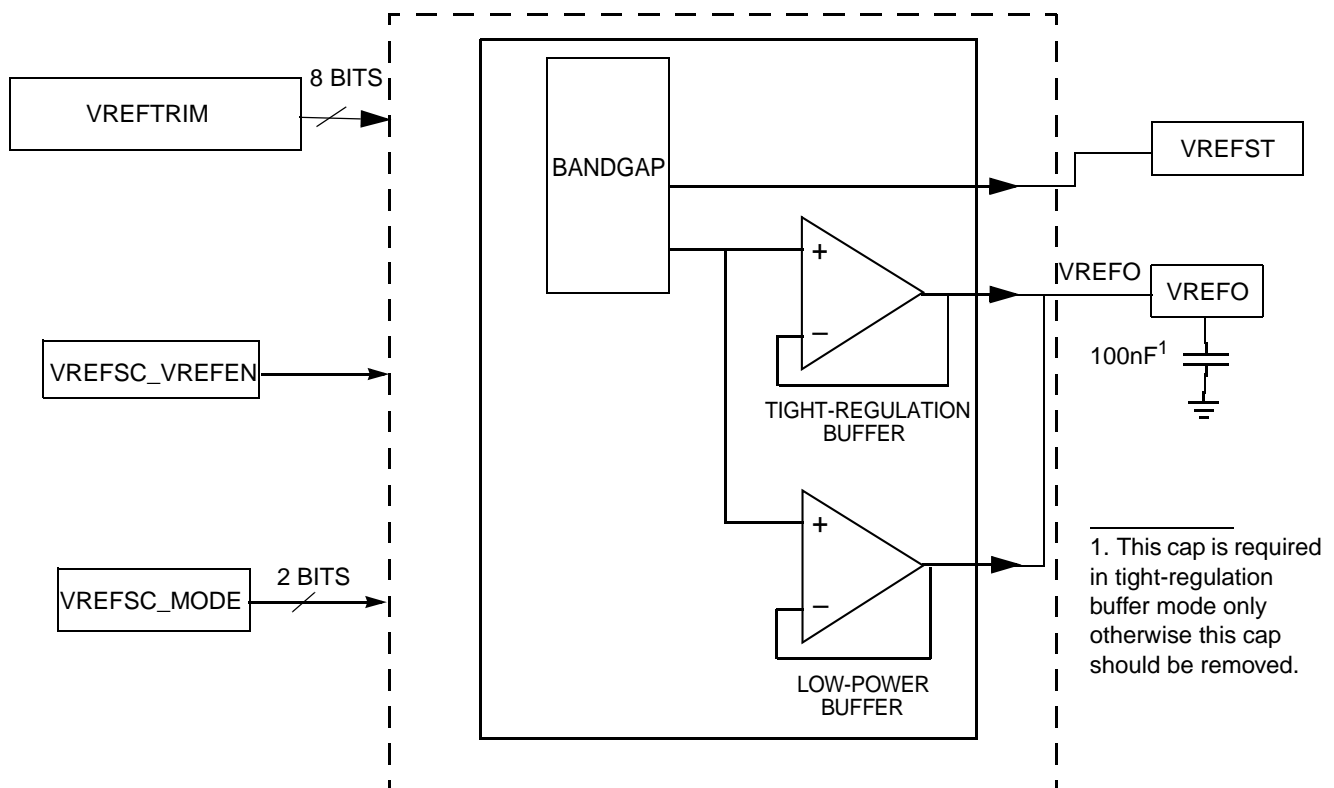 8 BITS
VREFTRIM
BANDGAP
VREFST
+
−
VREFO
VREFO
100nF1
VREFSC_VREFEN
TIGHT-REGULATION
BUFFER
+
−
VREFSC_MODE
2 BITS
LOW-POWER
BUFFER
1. This cap is required
in tight-regulation
buffer mode only
otherwise this cap
should be removed.